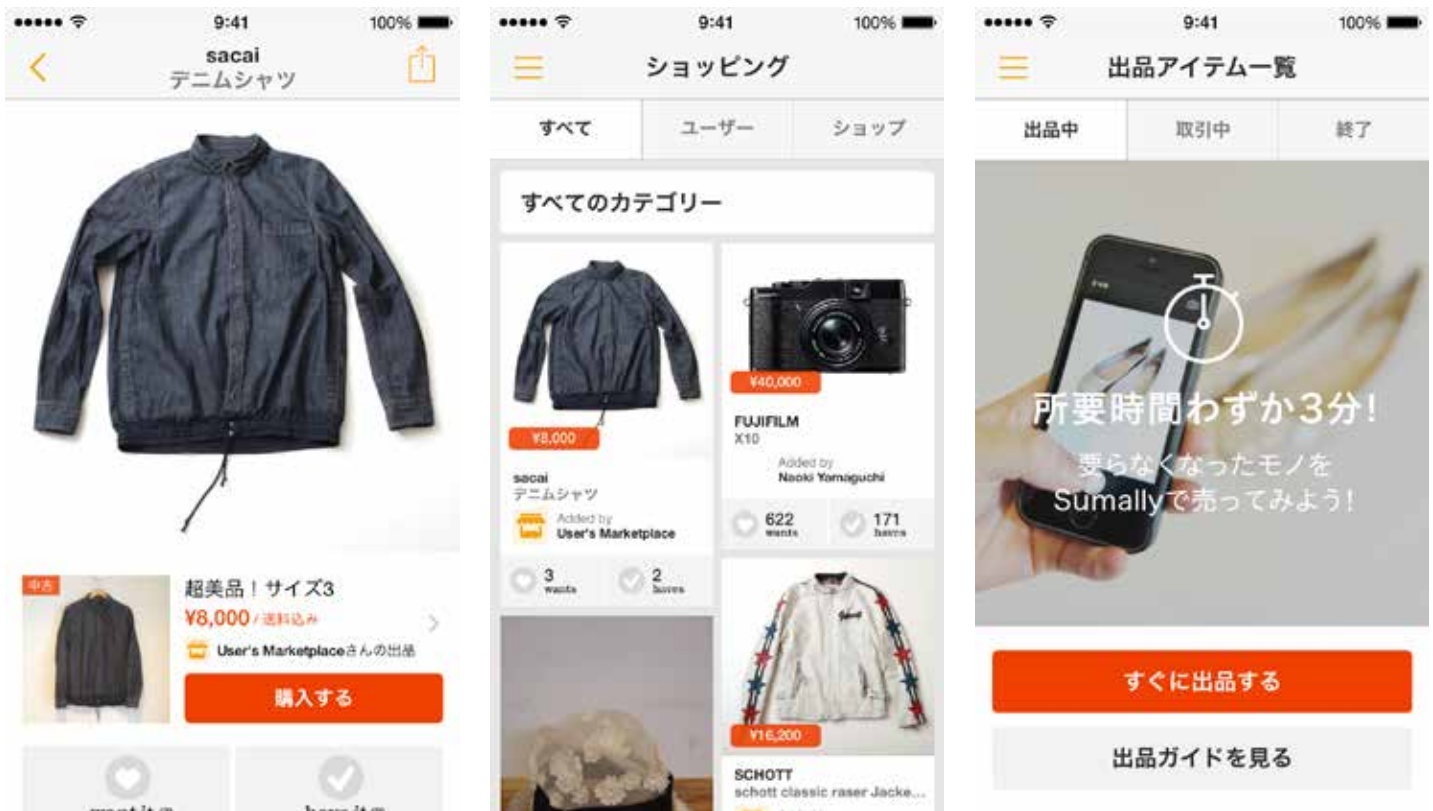 9:41
100%
sacai
デニムシャツ
中古
超美品！サイズ3
¥8,000 / 送料込み
User's Marketplaceさんの出品
購入する
9:41
100%
ショッピング
すべて
ユーザー
ショップ
すべてのカテゴリー
¥8,000
sacai
デニムシャツ
Added by
User's Marketplace
3
wants
2
haves
¥40,000
FUJIFILM
X10
Added by
Naoki Yamaguchi
622
wants
171
haves
¥16,200
SCHOTT
schott classic raser Jacke...
9:41
100%
出品アイテム一覧
出品中
取引中
終了
所要時間わずか3分!
要らなくなったモノを
Sumallyで売ってみよう!
すぐに出品する
出品ガイドを見る